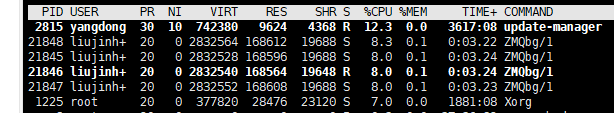 PID USER PR NI VIRT RES SHR S %CPU %MEM TIME+ COMMAND
2815 yangdong 30 10 742380 9624 4368 R 12.3 0.0 3617:08 update-manager
21848 liujinh+ 20 0 2832564 168612 19688 S 8.3 0.1 0:03.22 ZMQbg/1
21845 liujinh+ 20 0 2832528 168596 19688 S 8.0 0.1 0:03.24 ZMQbg/1
21846 liujinh+ 20 0 2832540 168564 19648 R 8.0 0.1 0:03.24 ZMQbg/1
21847 liujinh+ 20 0 2832552 168608 19688 S 8.0 0.1 0:03.23 ZMQbg/1
1225 root 20 0 377820 28476 23120 S 7.0 0.0 1881:08 Xorg